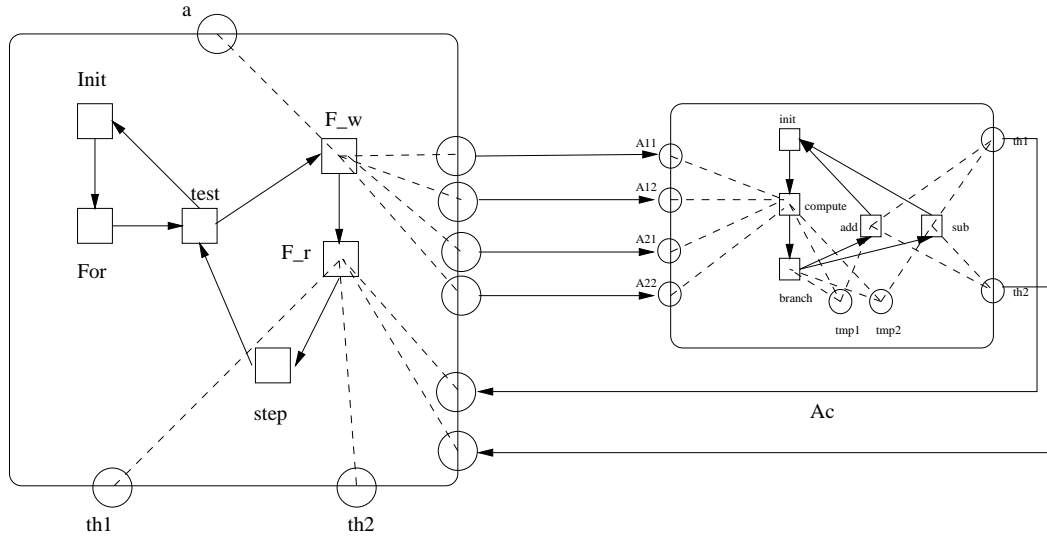 a
Init
F_w
test
For
F_r
step
th1
th2
A11
A12
A21
A22
init
compute
add
sub
branch
tmp1
tmp2
th1
th2
Ac